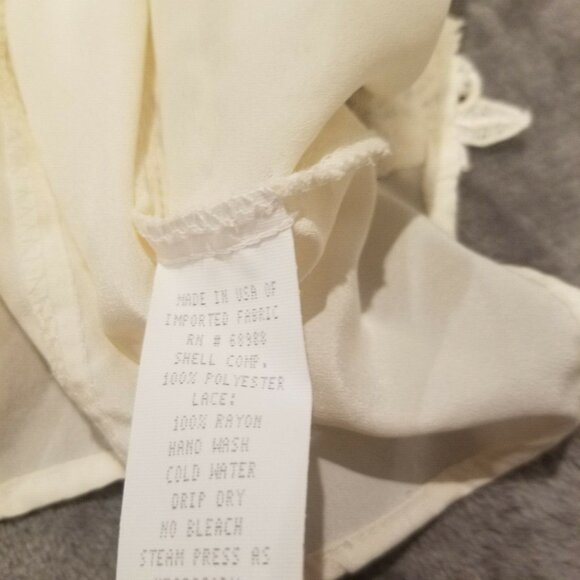 MADE IN USA OF
IMPORTED FABRIC
RN # 68988
SHELL COMP.
100% POLYESTER
LACE:
100% RAYON
HAND WASH
COLD WATER
DRIP DRY
NO BLEACH
STEAM PRESS AS